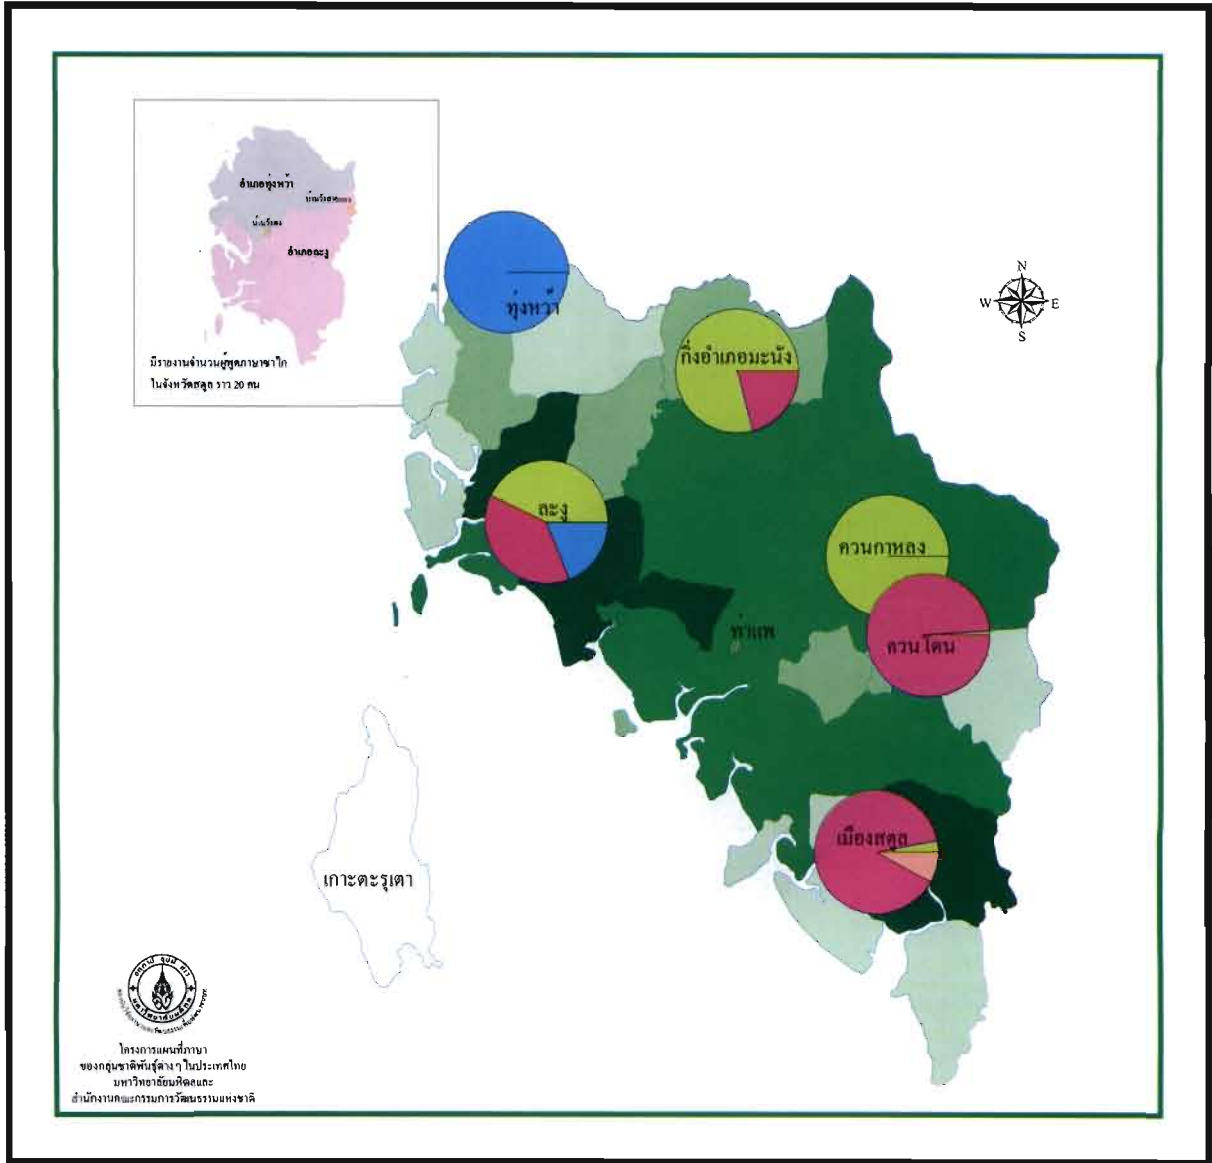 อำเภอทุ่งหว้า
อำเภอละงู
มีรายงานจำนวนผู้พูดภาษาซาไก
ในจังหวัดสตูล ราว 20 คน
ทุ่งหว้า
N
W E
S
กิ่งอำเภอมะนัง
ละงู
ควนกาหลง
ท่าแพ
ควนโดน
เมืองสตูล
เกาะตะรุเตา
โครงการแผนที่ภาษา
ของกลุ่มชาติพันธุ์ต่าง ๆ ในประเทศไทย
มหาวิทยาลัยมหิดลและ
สำนักงานคณะกรรมการวัฒนธรรมแห่งชาติ